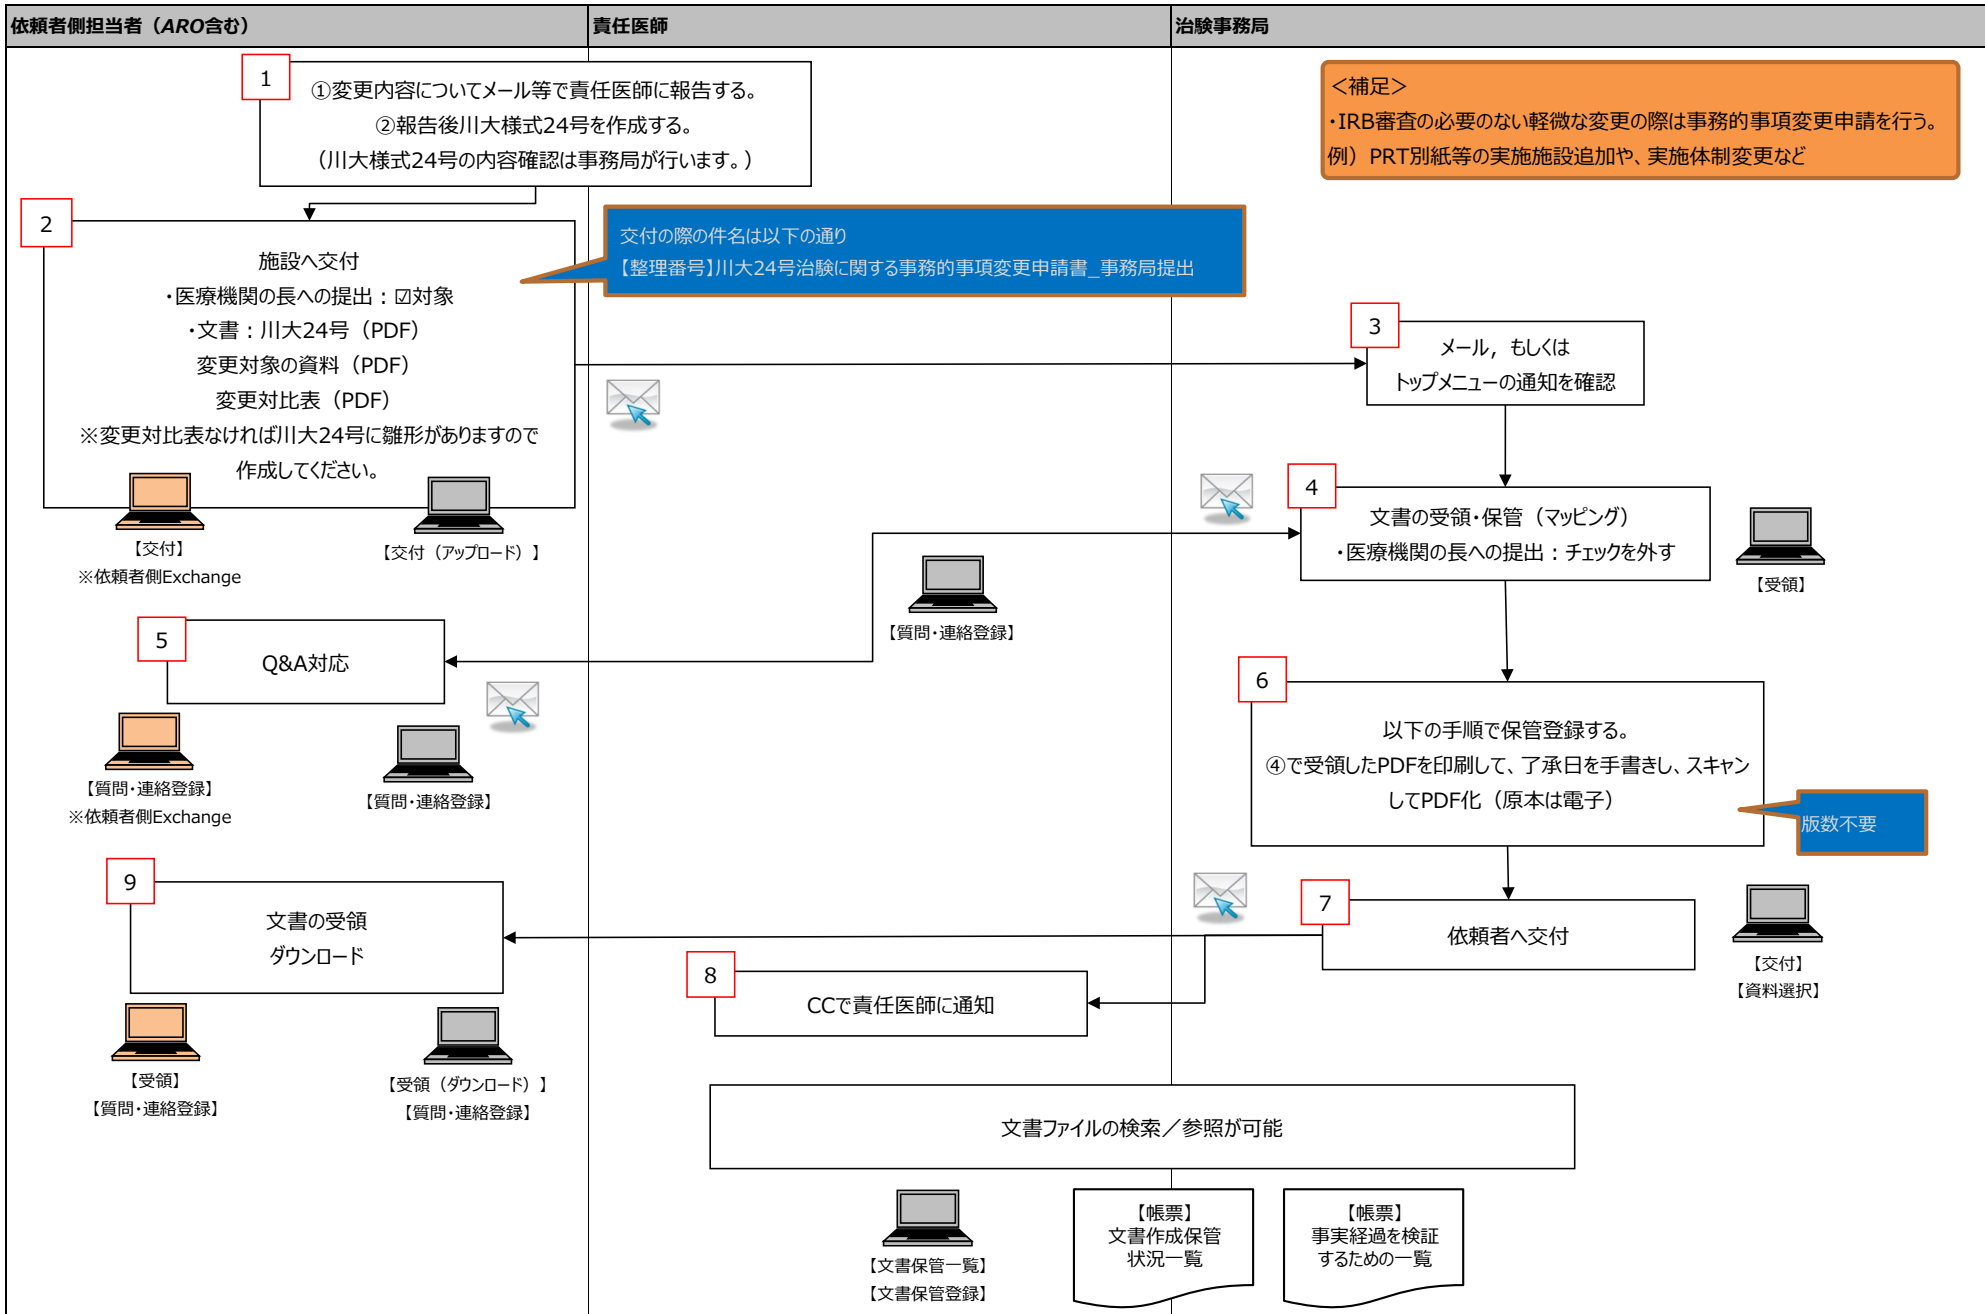 依頼者側担当者（ARO含む）
責任医師
治験事務局
1
①変更内容についてメール等で責任医師に報告する。
②報告後川大様式24号を作成する。
（川大様式24号の内容確認は事務局が行います。）
＜補足＞
・IRB審査の必要のない軽微な変更の際は事務的事項変更申請を行う。
例）PRT別紙等の実施施設追加や、実施体制変更など
2
施設へ交付
・医療機関の長への提出：☑対象
・文書：川大24号（PDF）
変更対象の資料（PDF）
変更対比表（PDF）
※変更対比表なければ川大24号に雛形がありますので
作成してください。
交付の際の件名は以下の通り
【整理番号】川大24号治験に関する事務的事項変更申請書_事務局提出
【交付】
※依頼者側Exchange
【交付（アップロード）】
3
メール，もしくは
トップメニューの通知を確認
4
文書の受領・保管（マッピング）
・医療機関の長への提出：チェックを外す
【受領】
【質問・連絡登録】
5
Q&A対応
【質問・連絡登録】
※依頼者側Exchange
【質問・連絡登録】
6
以下の手順で保管登録する。
④で受領したPDFを印刷して、了承日を手書きし、スキャン
してPDF化（原本は電子）
版数不要
7
依頼者へ交付
【交付】
【資料選択】
8
CCで責任医師に通知
9
文書の受領
ダウンロード
【受領】
【質問・連絡登録】
【受領（ダウンロード）】
【質問・連絡登録】
文書ファイルの検索／参照が可能
【文書保管一覧】
【文書保管登録】
【帳票】
文書作成保管
状況一覧
【帳票】
事実経過を検証
するための一覧